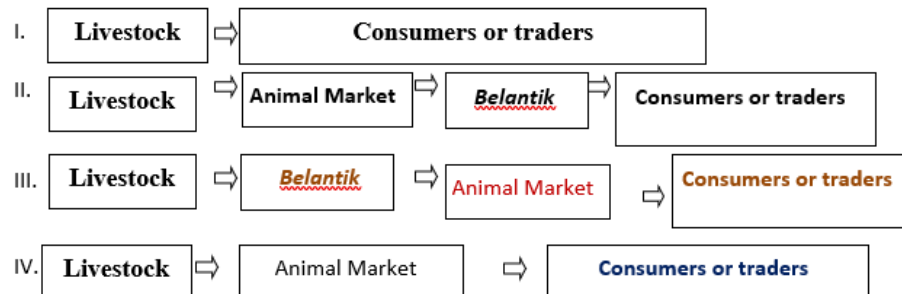 I. Livestock Consumers or traders
II. Livestock Animal Market Belantik Consumers or traders
III. Livestock Belantik Animal Market Consumers or traders
IV. Livestock Animal Market Consumers or traders